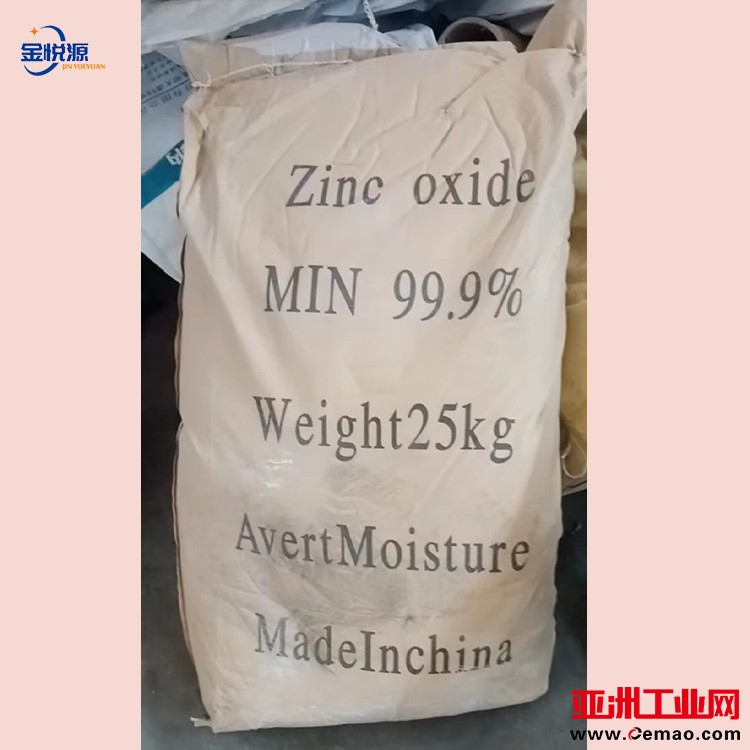 金悦源
JIN YUEYUAN
Zinc oxide
MIN 99.9%
Weight25kg
AvertMoisture
MadeInchina
亚洲工业网
www.Cemao.com